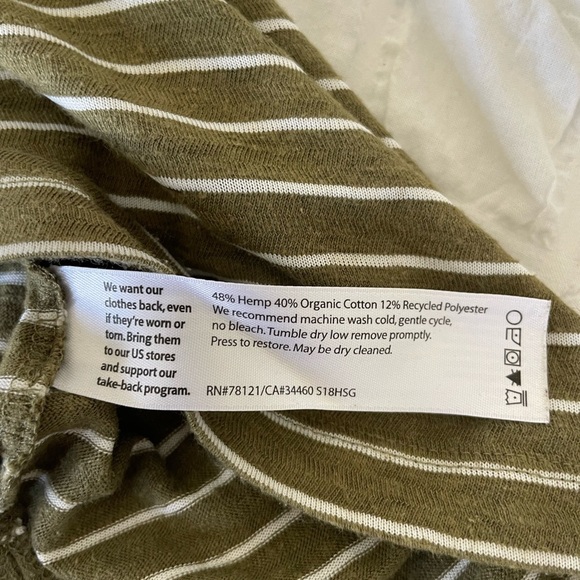 We want our
clothes back, even
if they're worn or
torn. Bring them
to our US stores
and support our
take-back program.
48% Hemp 40% Organic Cotton 12% Recycled Polyester
We recommend machine wash cold, gentle cycle,
no bleach. Tumble dry low remove promptly.
Press to restore. May be dry cleaned.
RN#78121/CA#34460 S18HSG